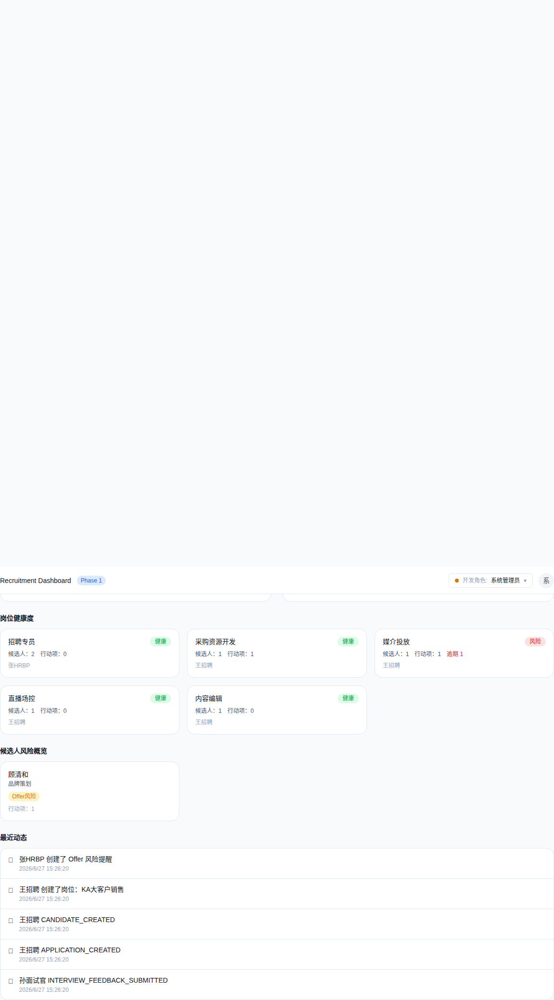 Recruitment Dashboard Phase 1 开发角色: 系统管理员 ▾ 系
岗位健康度
招聘专员 健康
候选人：2 行动项：0
张HRBP
采购资源开发 健康
候选人：1 行动项：1
王招聘
媒介投放 风险
候选人：1 行动项：1 逾期 1
王招聘
直播场控 健康
候选人：1 行动项：0
王招聘
内容编辑 健康
候选人：1 行动项：0
王招聘
候选人风险概览
顾清和
品牌策划
Offer风险
行动项：1
最近动态
张HRBP 创建了 Offer 风险提醒
2026/6/27 15:26:20
王招聘 创建了岗位：KA大客户销售
2026/6/27 15:26:20
王招聘 CANDIDATE_CREATED
2026/6/27 15:26:20
王招聘 APPLICATION_CREATED
2026/6/27 15:26:20
孙面试官 INTERVIEW_FEEDBACK_SUBMITTED
2026/6/27 15:26:20